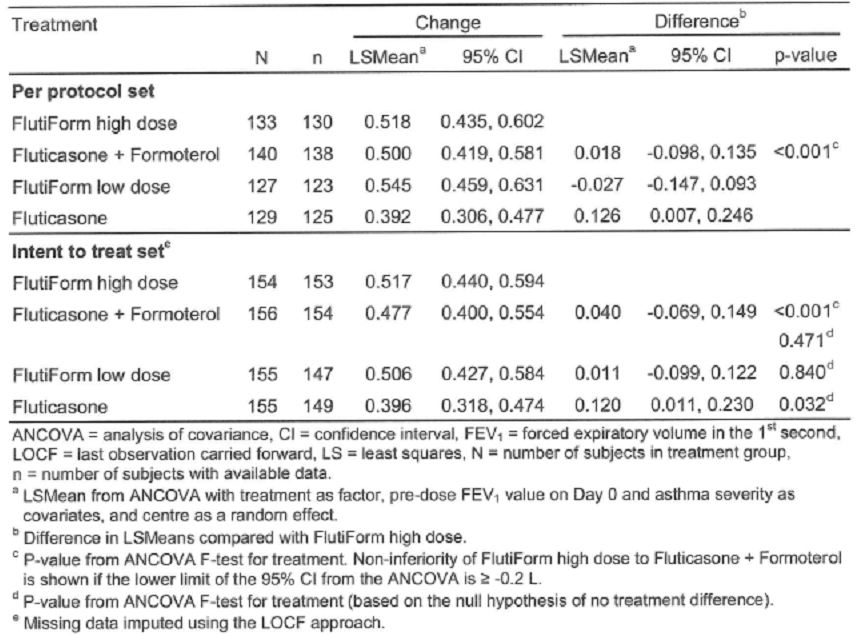 Treatment Change Difference^b
N n LSMean^a 95% CI LSMean^a 95% CI p-value
Per protocol set
FlutiForm high dose 133 130 0.518 0.435, 0.602
Fluticasone + Formoterol 140 138 0.500 0.419, 0.581 0.018 -0.098, 0.135 <0.001^c
FlutiForm low dose 127 123 0.545 0.459, 0.631 -0.027 -0.147, 0.093
Fluticasone 129 125 0.392 0.306, 0.477 0.126 0.007, 0.246
Intent to treat set^e
FlutiForm high dose 154 153 0.517 0.440, 0.594
Fluticasone + Formoterol 156 154 0.477 0.400, 0.554 0.040 -0.069, 0.149 <0.001^c
0.471^d
FlutiForm low dose 155 147 0.506 0.427, 0.584 0.011 -0.099, 0.122 0.840^d
Fluticasone 155 149 0.396 0.318, 0.474 0.120 0.011, 0.230 0.032^d
ANCOVA = analysis of covariance, CI = confidence interval, FEV₁ = forced expiratory volume in the 1^st second,
LOCF = last observation carried forward, LS = least squares, N = number of subjects in treatment group,
n = number of subjects with available data.
^a LSMean from ANCOVA with treatment as factor, pre-dose FEV₁ value on Day 0 and asthma severity as
covariates, and centre as a random effect.
^b Difference in LSMeans compared with FlutiForm high dose.
^c P-value from ANCOVA F-test for treatment. Non-inferiority of FlutiForm high dose to Fluticasone + Formoterol
is shown if the lower limit of the 95% CI from the ANCOVA is ≥ -0.2 L.
^d P-value from ANCOVA F-test for treatment (based on the null hypothesis of no treatment difference).
^e Missing data imputed using the LOCF approach.